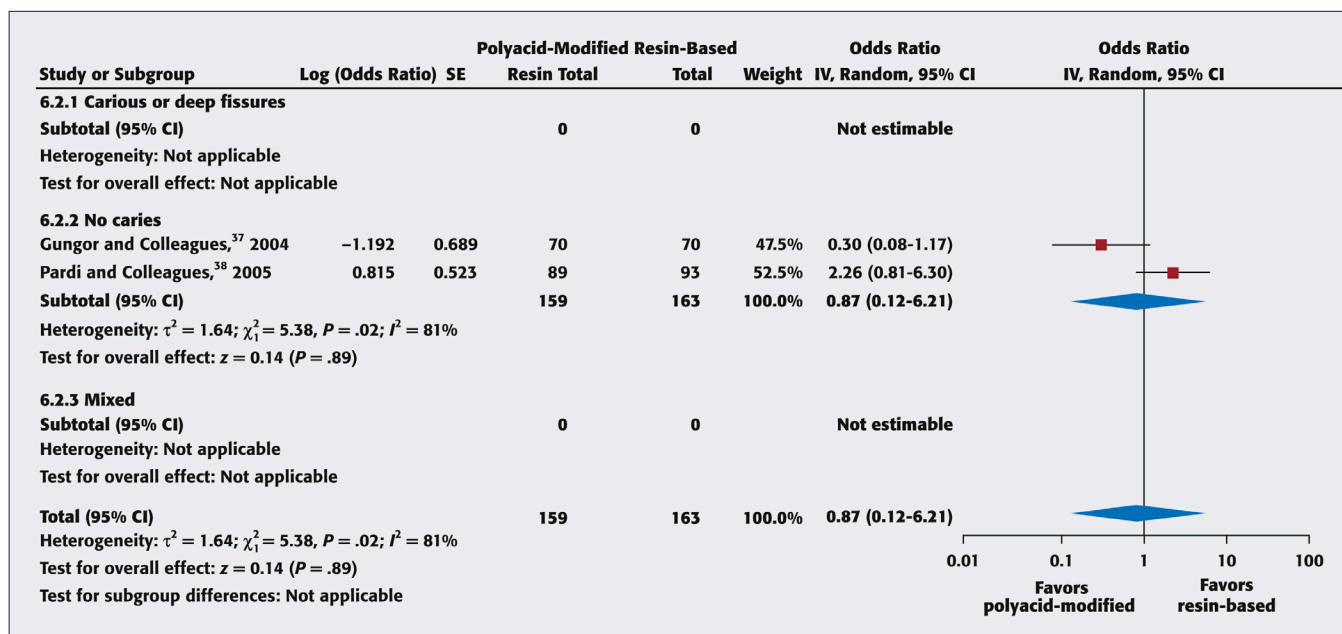 Polyacid-Modified Resin-Based Odds Ratio Odds Ratio
Study or Subgroup Log (Odds Ratio) SE Resin Total Total Weight IV, Random, 95% CI IV, Random, 95% CI
6.2.1 Carious or deep fissures
Subtotal (95% CI) 0 0 Not estimable
Heterogeneity: Not applicable
Test for overall effect: Not applicable
6.2.2 No caries
Gungor and Colleagues,³⁷ 2004 –1.192 0.689 70 70 47.5% 0.30 (0.08-1.17)
Pardi and Colleagues,³⁸ 2005 0.815 0.523 89 93 52.5% 2.26 (0.81-6.30)
Subtotal (95% CI) 159 163 100.0% 0.87 (0.12-6.21)
Heterogeneity: τ² = 1.64; χ₁² = 5.38, P = .02; I² = 81%
Test for overall effect: z = 0.14 (P = .89)
6.2.3 Mixed
Subtotal (95% CI) 0 0 Not estimable
Heterogeneity: Not applicable
Test for overall effect: Not applicable
Total (95% CI) 159 163 100.0% 0.87 (0.12-6.21)
Heterogeneity: τ² = 1.64; χ₁² = 5.38, P = .02; I² = 81%
Test for overall effect: z = 0.14 (P = .89)
Test for subgroup differences: Not applicable
0.01 0.1 1 10 100
Favors Favors
polyacid-modified resin-based